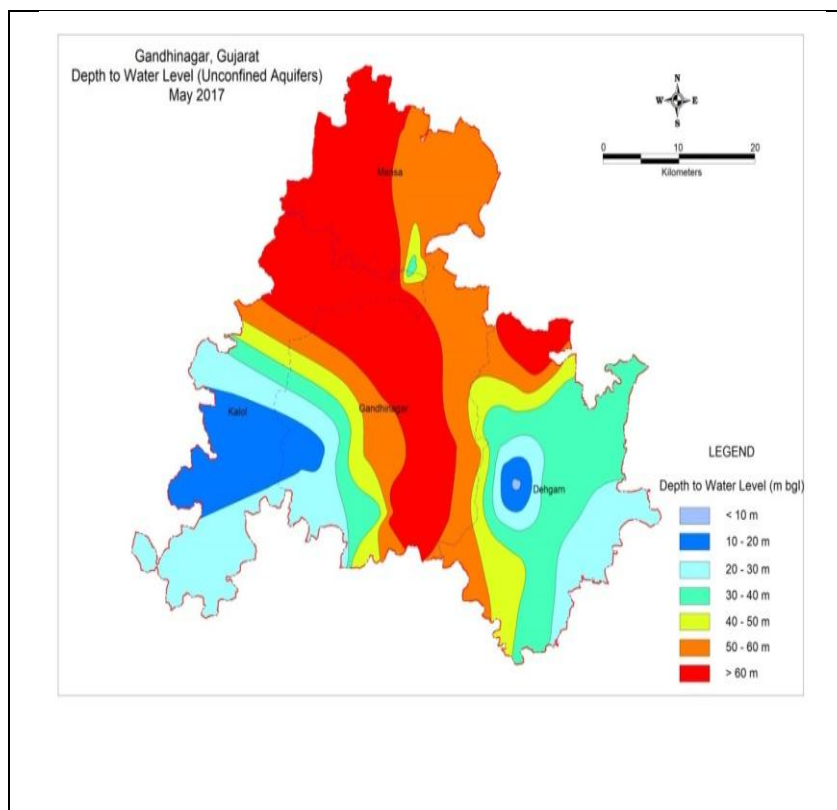 Gandhinagar, Gujarat
Depth to Water Level (Unconfined Aquifers)
May 2017
N
W E
S
0 10 20
Kilometers
Mansa
Kalol
Gandhinagar
Dehgam
LEGEND
Depth to Water Level (m bgl)
< 10 m
10 - 20 m
20 - 30 m
30 - 40 m
40 - 50 m
50 - 60 m
> 60 m